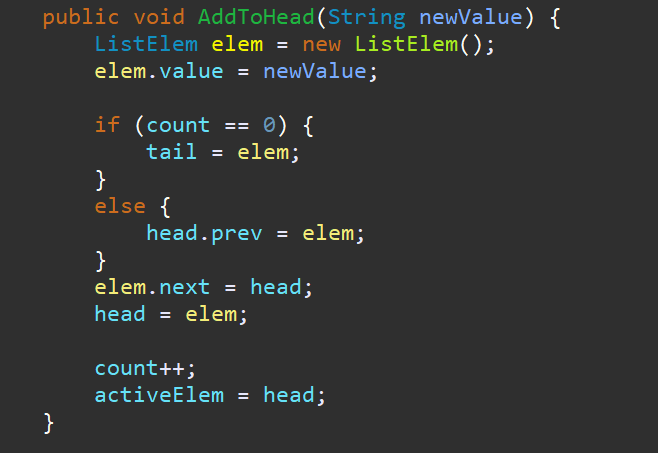 public void AddToHead(String newValue) {
ListElem elem = new ListElem();
elem.value = newValue;
if (count == 0) {
tail = elem;
}
else {
head.prev = elem;
}
elem.next = head;
head = elem;
count++;
activeElem = head;
}